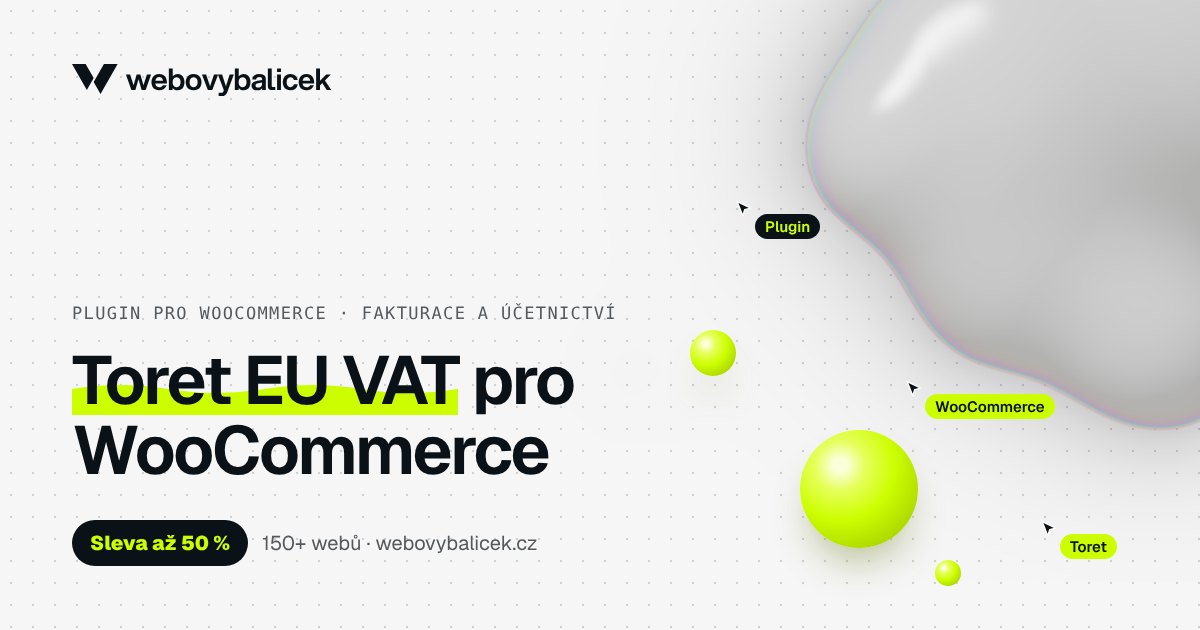 webovybalicek
Plugin
PLUGIN PRO WOOCOMMERCE · FAKTURACE A ÚČETNICTVÍ
Toret EU VAT pro
WooCommerce
WooCommerce
Sleva až 50 %
150+ webů · webovybalicek.cz
Toret